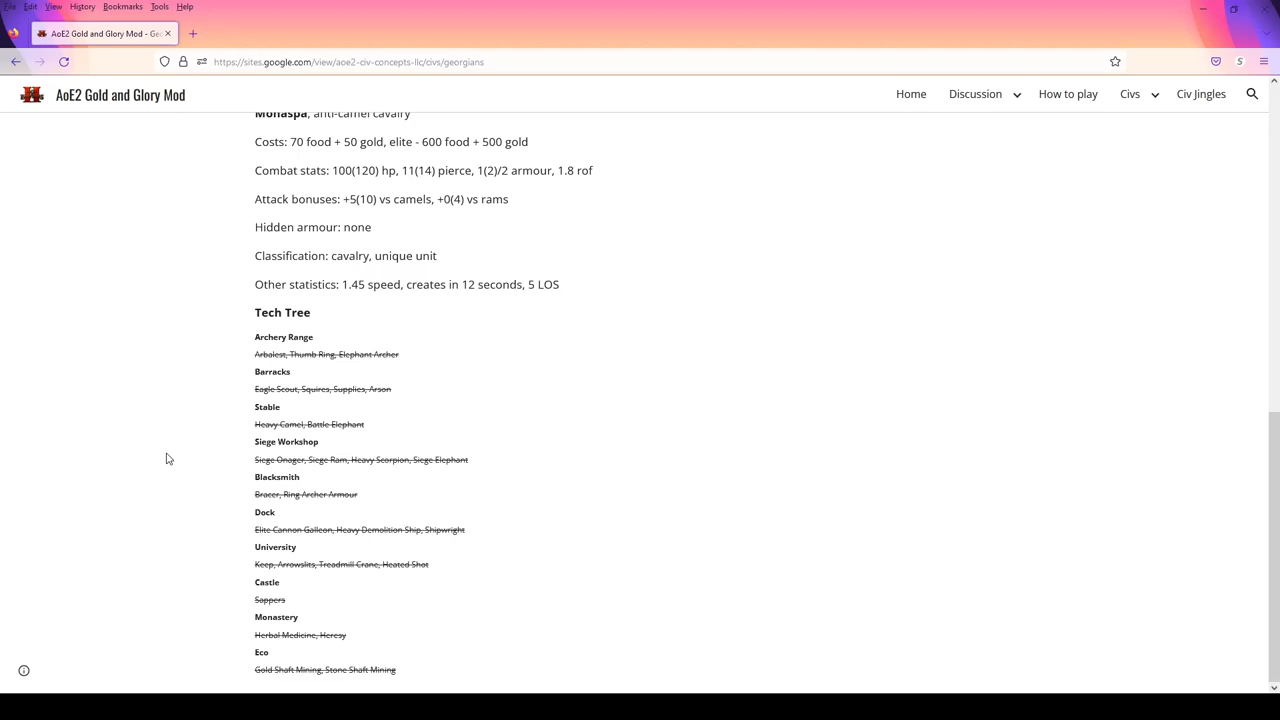 File Edit View History Bookmarks Tools Help
AoE2 Gold and Glory Mod - Geo
https://sites.google.com/view/aoe2-civ-concepts-llc/civs/georgians
AoE2 Gold and Glory Mod Home Discussion How to play Civs Civ Jingles
Monaspa, anti-camel cavalry
Costs: 70 food + 50 gold, elite - 600 food + 500 gold
Combat stats: 100(120) hp, 11(14) pierce, 1(2)/2 armour, 1.8 rof
Attack bonuses: +5(10) vs camels, +0(4) vs rams
Hidden armour: none
Classification: cavalry, unique unit
Other statistics: 1.45 speed, creates in 12 seconds, 5 LOS
Tech Tree
Archery Range
Arbalest, Thumb Ring, Elephant Archer
Barracks
Eagle Scout, Squires, Supplies, Arson
Stable
Heavy Camel, Battle Elephant
Siege Workshop
Siege Onager, Siege Ram, Heavy Scorpion, Siege Elephant
Blacksmith
Bracer, Ring Archer Armour
Dock
Elite Cannon Galleon, Heavy Demolition Ship, Shipwright
University
Keep, Arrowslits, Treadmill Crane, Heated Shot
Castle
Sappers
Monastery
Herbal Medicine, Heresy
Eco
Gold Shaft Mining, Stone Shaft Mining